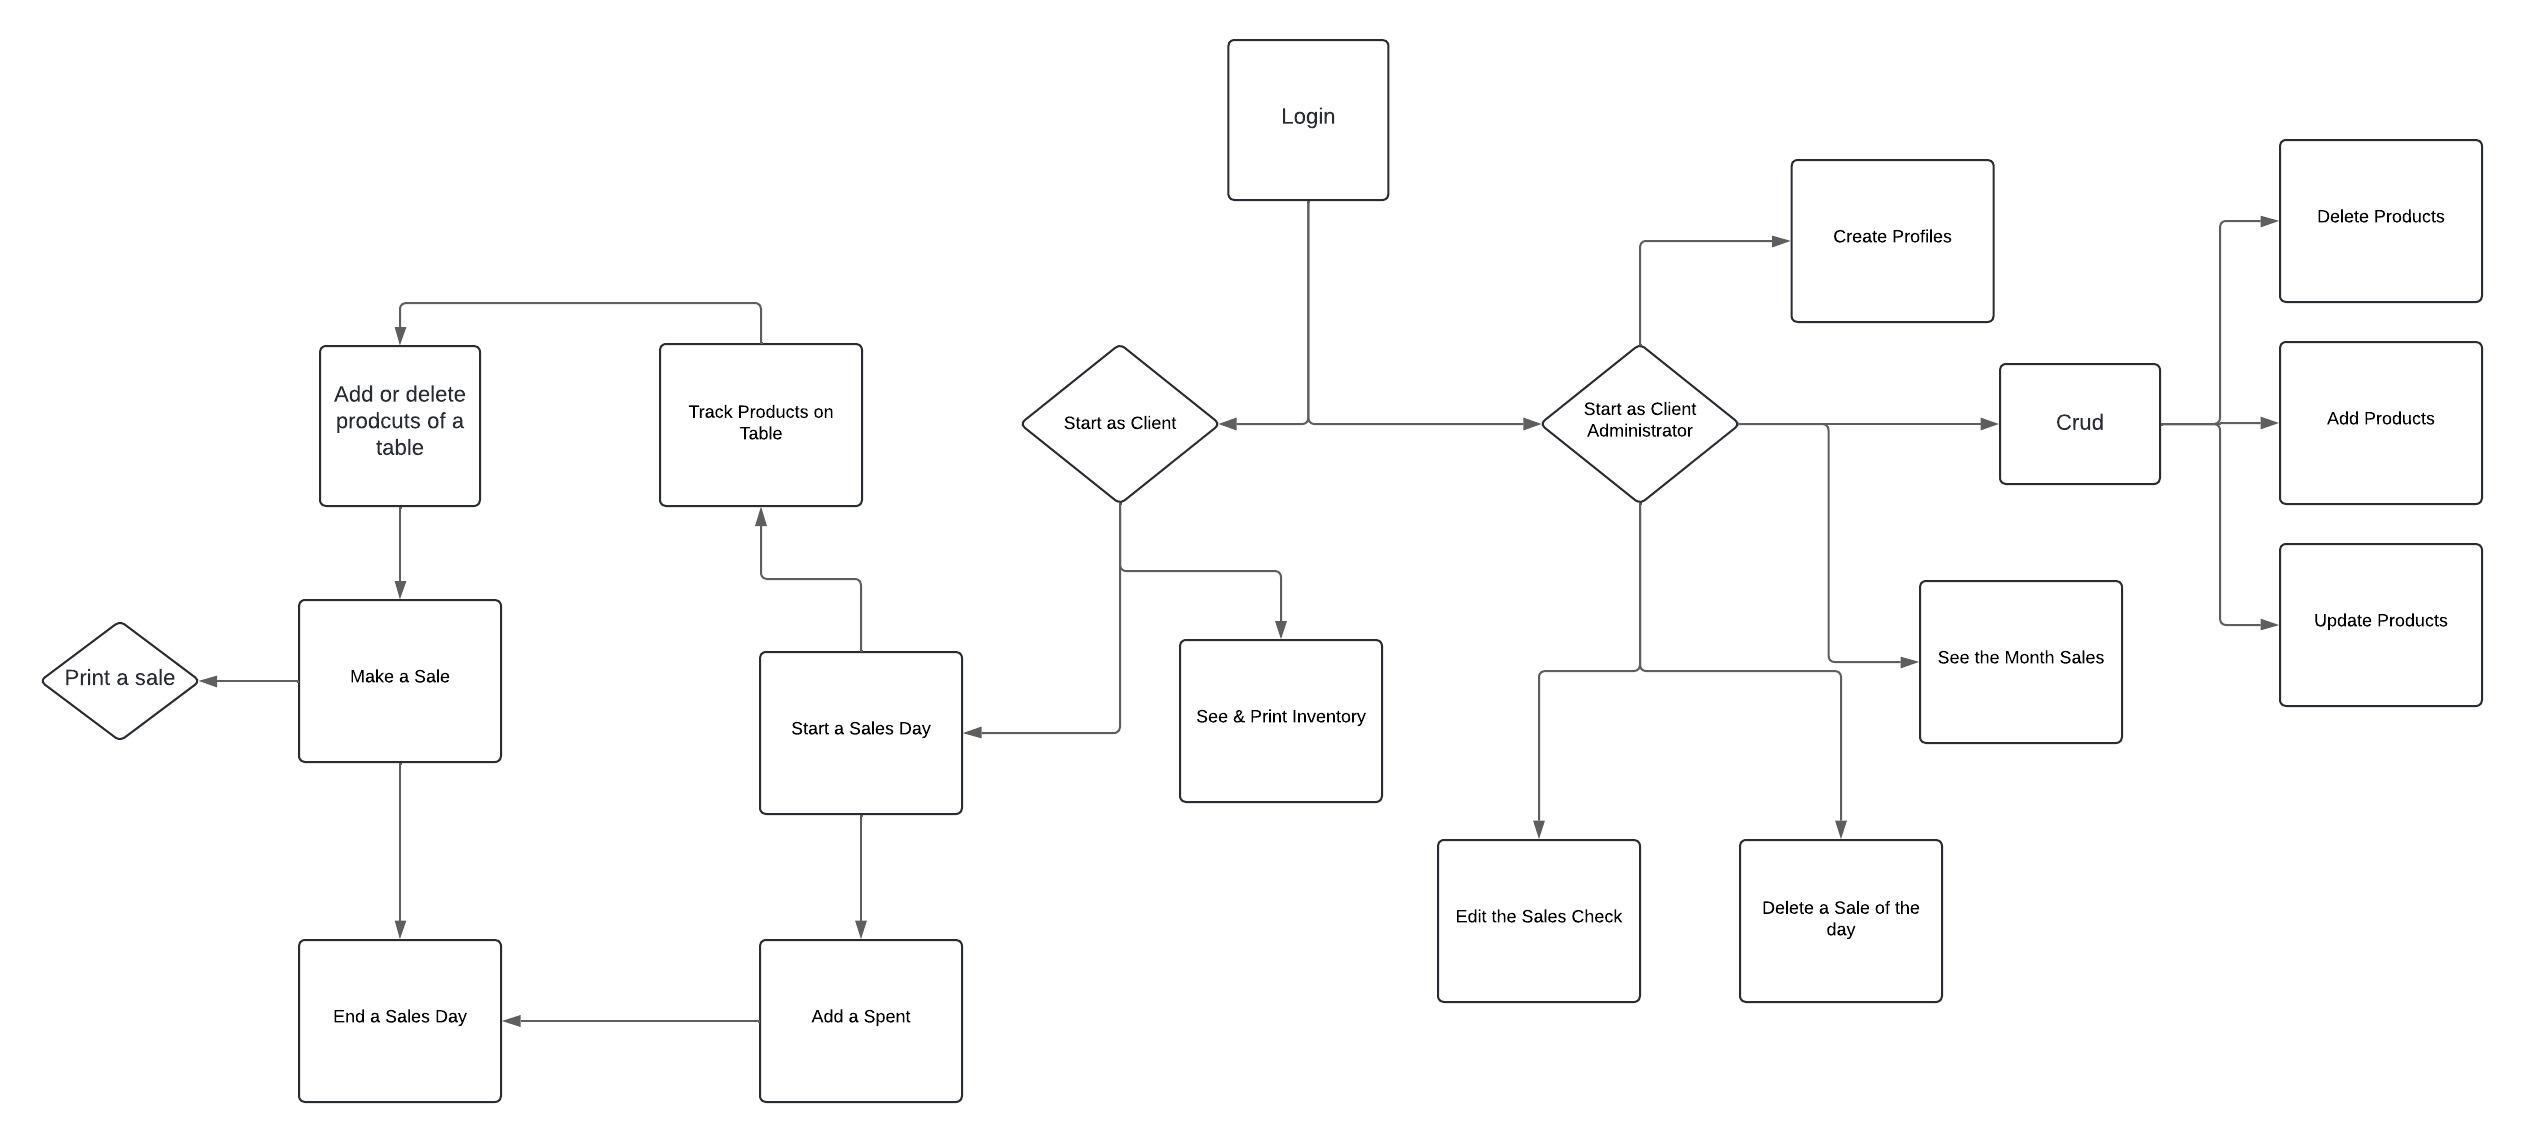 Login
Create Profiles
Delete Products
Add or delete
prodcuts of a
table
Track Products on
Table
Start as Client
Start as Client
Administrator
Crud
Add Products
Print a sale
Make a Sale
Start a Sales Day
See & Print Inventory
See the Month Sales
Update Products
Edit the Sales Check
Delete a Sale of the
day
End a Sales Day
Add a Spent